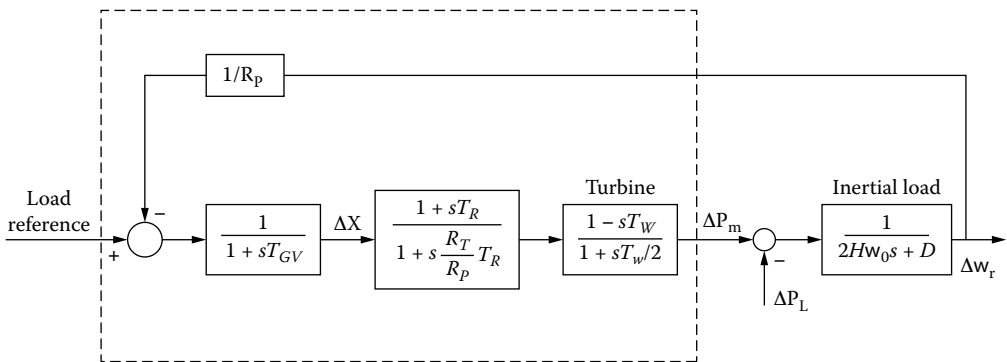 1/R_P
Load
reference
−
+
1
1 + sT_GV
ΔX
1 + sT_R
1 + s R_T/R_P T_R
Turbine
1 − sT_W
1 + sT_w/2
ΔP_m
−
ΔP_L
Inertial load
1
2Hw_0s + D
Δw_r